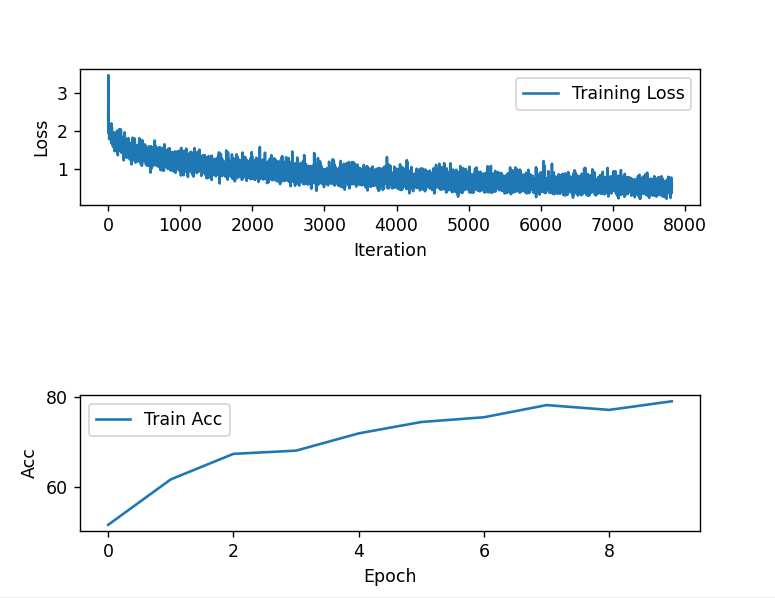 Training Loss
3
2
1
Loss
0 1000 2000 3000 4000 5000 6000 7000 8000
Iteration
80
60
Train Acc
Acc
0 2 4 6 8
Epoch